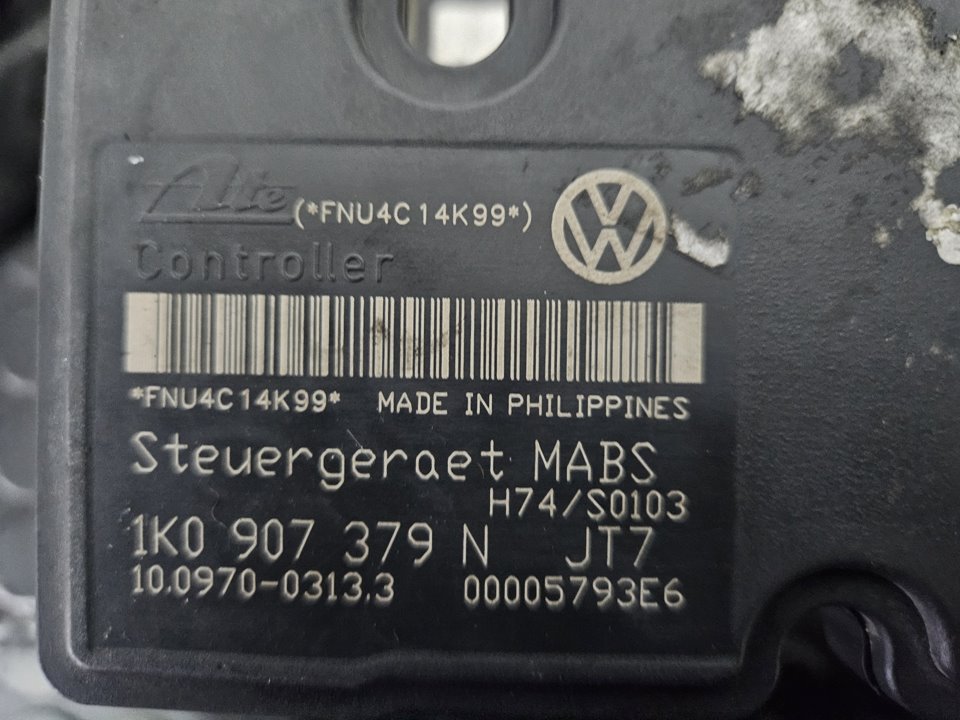 Ate (*FNU4C14K99*)
Controller
*FNU4C14K99* MADE IN PHILIPPINES
Steuergeraet MABS
H74/S0103
1K0 907 379 N JT7
10.0970-0313.3 00005793E6